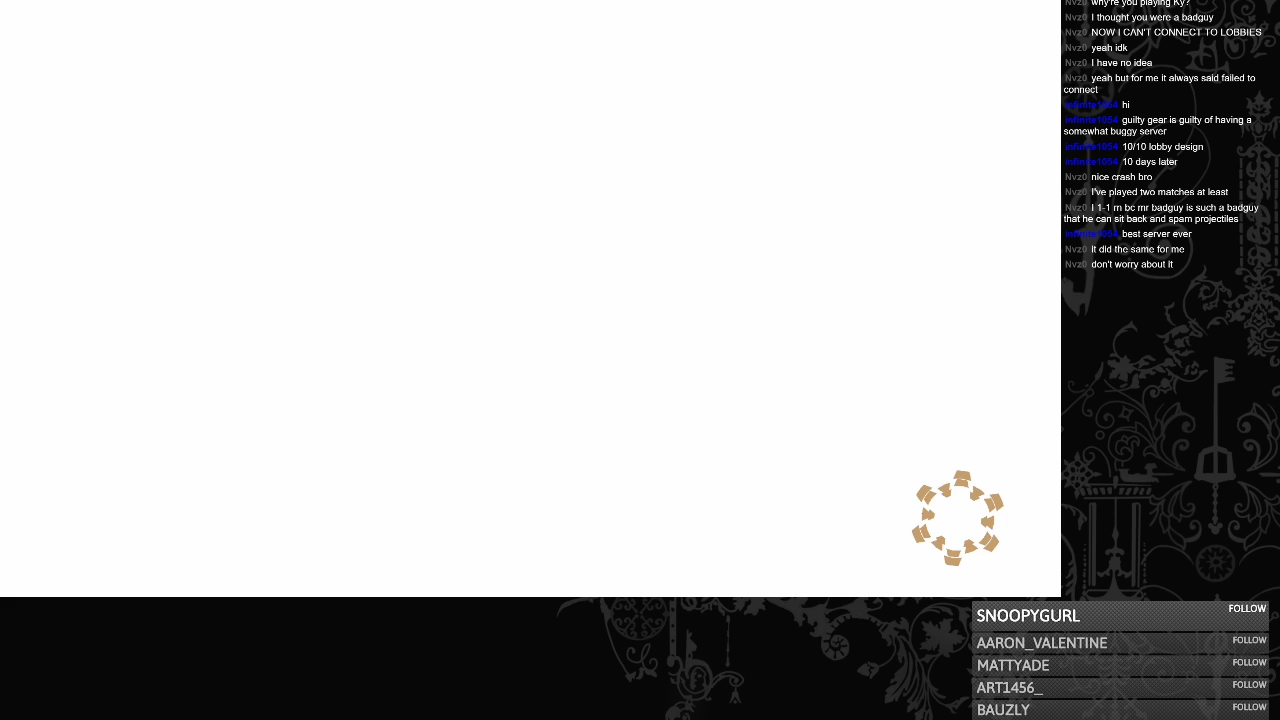 Nvz0 why're you playing Ky?
Nvz0 I thought you were a badguy
Nvz0 NOW I CAN'T CONNECT TO LOBBIES
Nvz0 yeah idk
Nvz0 I have no idea
Nvz0 yeah but for me it always said failed to
connect
infinite1054 hi
infinite1054 guilty gear is guilty of having a
somewhat buggy server
infinite1054 10/10 lobby design
infinite1054 10 days later
Nvz0 nice crash bro
Nvz0 I've played two matches at least
Nvz0 I 1-1 rn bc mr badguy is such a badguy
that he can sit back and spam projectiles
infinite1054 best server ever
Nvz0 it did the same for me
Nvz0 don't worry about it
SNOOPYGURL FOLLOW
AARON_VALENTINE FOLLOW
MATTYADE FOLLOW
ART1456_ FOLLOW
BAUZLY FOLLOW